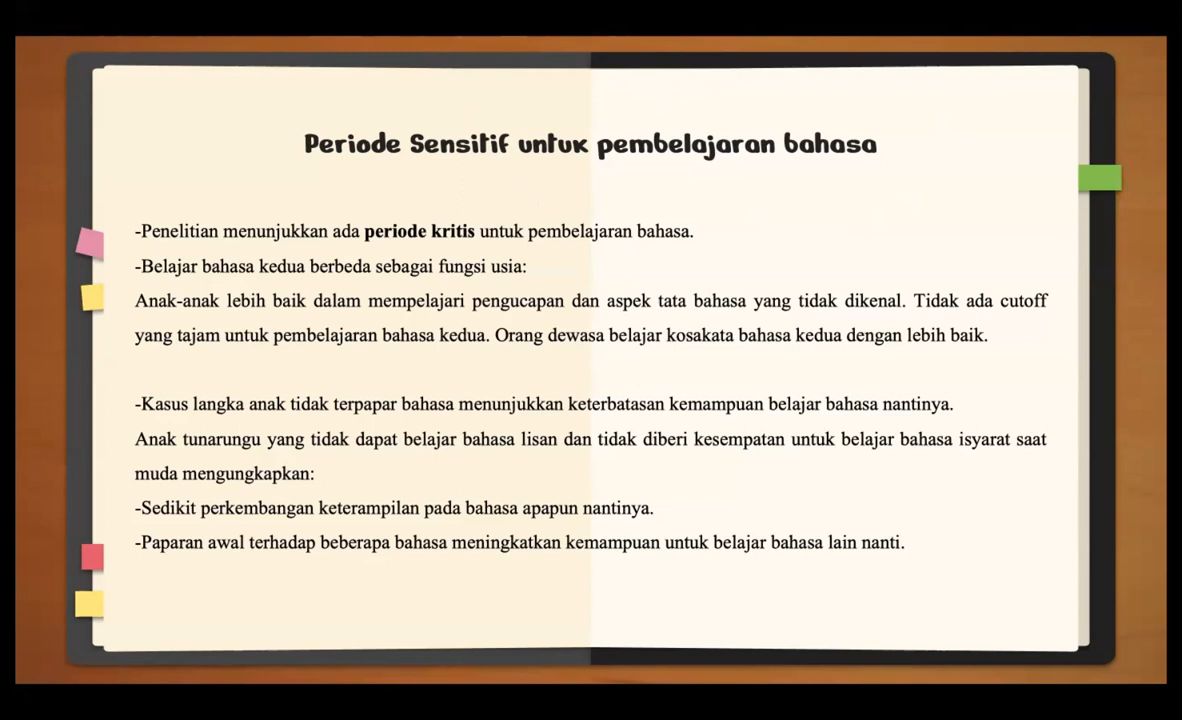 Periode Sensitif untuk pembelajaran bahasa
-Penelitian menunjukkan ada periode kritis untuk pembelajaran bahasa.
-Belajar bahasa kedua berbeda sebagai fungsi usia:
Anak-anak lebih baik dalam mempelajari pengucapan dan aspek tata bahasa yang tidak dikenal. Tidak ada cutoff
yang tajam untuk pembelajaran bahasa kedua. Orang dewasa belajar kosakata bahasa kedua dengan lebih baik.
-Kasus langka anak tidak terpapar bahasa menunjukkan keterbatasan kemampuan belajar bahasa nantinya.
Anak tunarungu yang tidak dapat belajar bahasa lisan dan tidak diberi kesempatan untuk belajar bahasa isyarat saat
muda mengungkapkan:
-Sedikit perkembangan keterampilan pada bahasa apapun nantinya.
-Paparan awal terhadap beberapa bahasa meningkatkan kemampuan untuk belajar bahasa lain nanti.